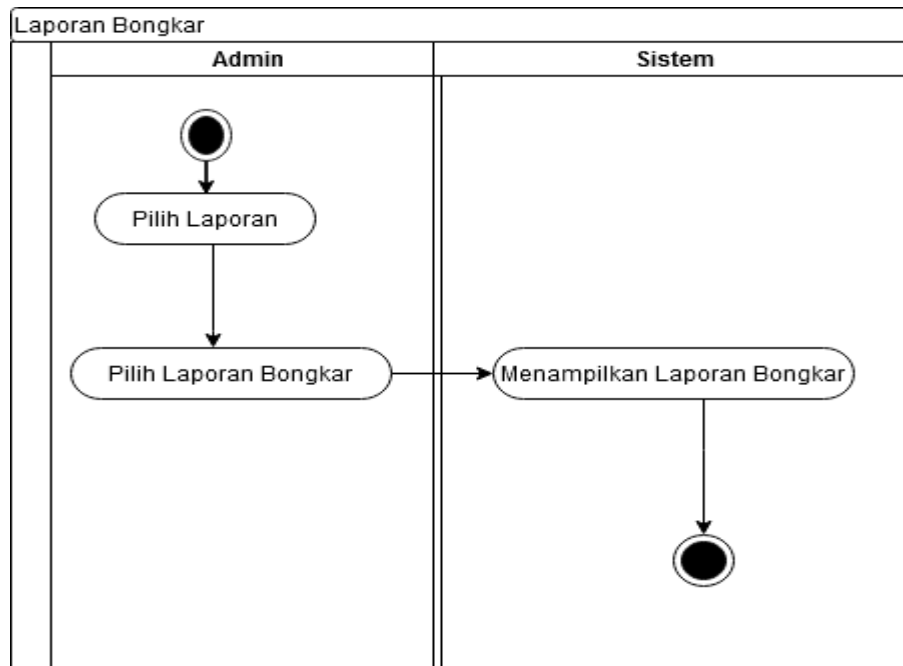 Laporan Bongkar
Admin
Sistem
Pilih Laporan
Pilih Laporan Bongkar
Menampilkan Laporan Bongkar